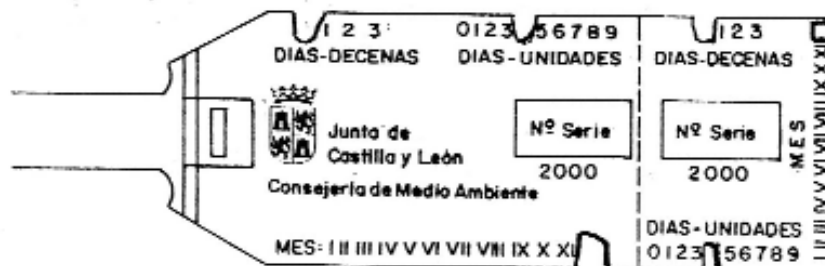 1 2 3
DIAS-DECENAS
0123 56789
DIAS-UNIDADES
123
DIAS-DECENAS
Junta de
Castilla y León
Consejería de Medio Ambiente
Nº Serie
2000
Nº Serie
2000
MES
DIAS-UNIDADES
0123 56789
MES: I II III IV V VI VII VIII IX X XI